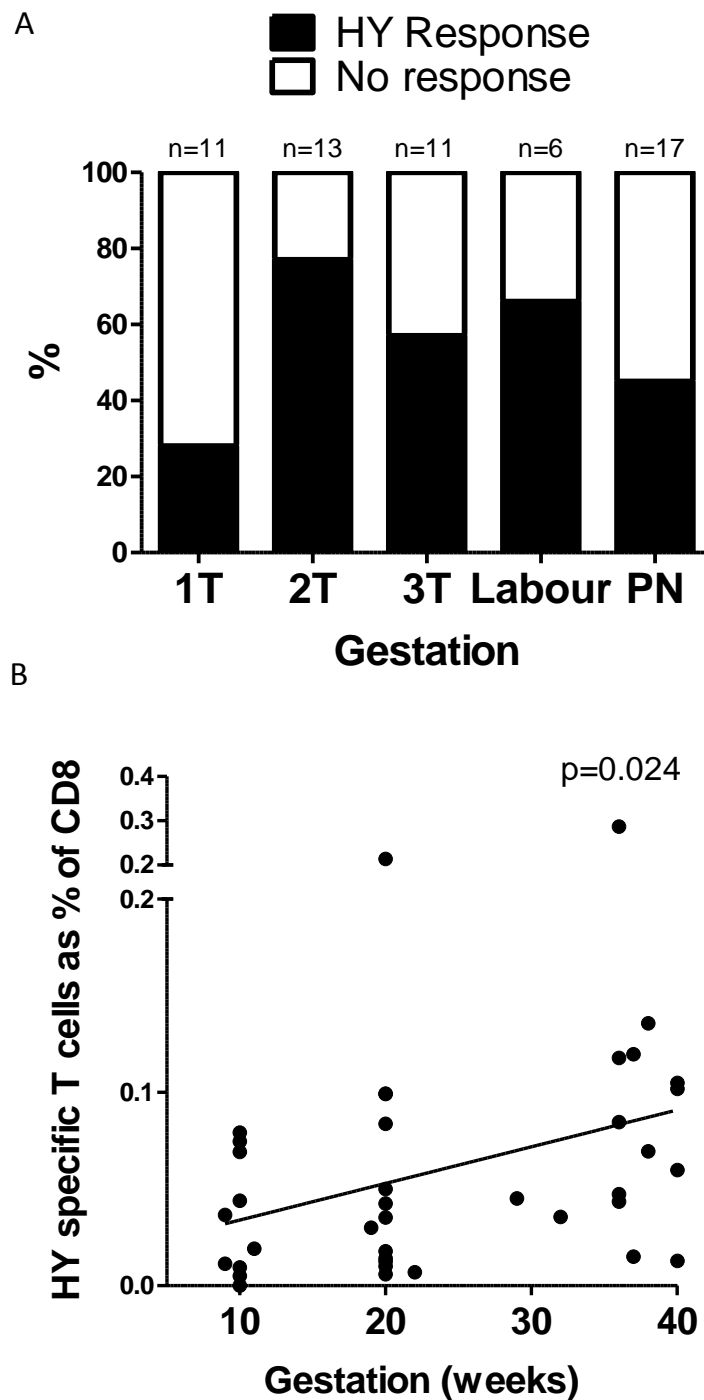 A
HY Response
No response
n=11 n=13 n=11 n=6 n=17
100
80
60
40
20
0
%
1T 2T 3T Labour PN
Gestation
B
p=0.024
HY specific T cells as % of CD8
0.4
0.3
0.2
0.2
0.1
0.0
10 20 30 40
Gestation (weeks)